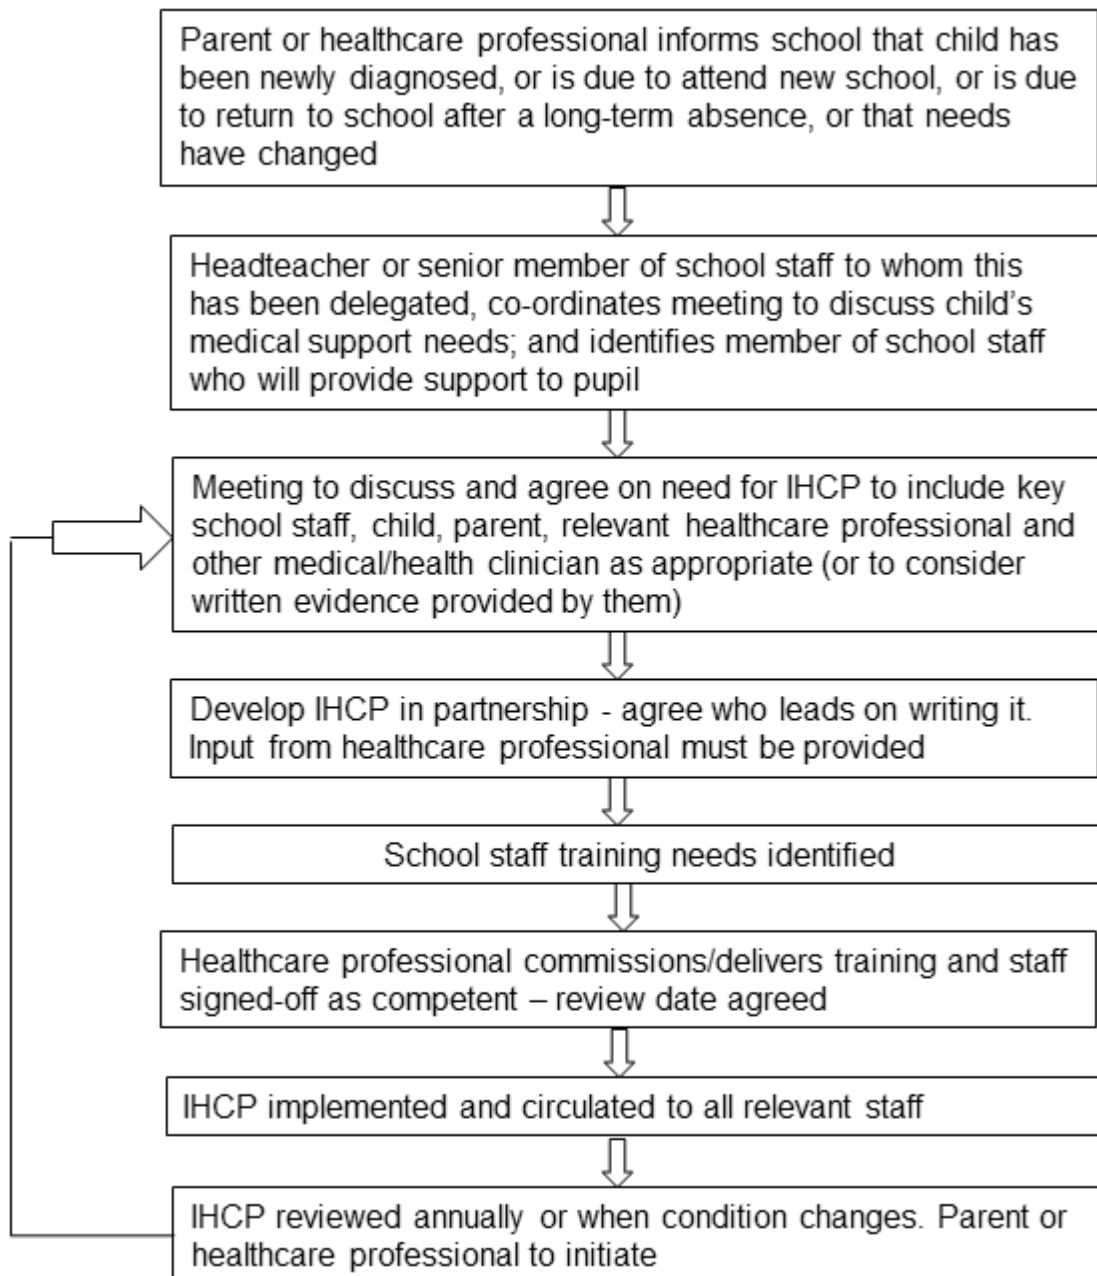 Parent or healthcare professional informs school that child has
been newly diagnosed, or is due to attend new school, or is due
to return to school after a long-term absence, or that needs
have changed
Headteacher or senior member of school staff to whom this
has been delegated, co-ordinates meeting to discuss child's
medical support needs; and identifies member of school staff
who will provide support to pupil
Meeting to discuss and agree on need for IHCP to include key
school staff, child, parent, relevant healthcare professional and
other medical/health clinician as appropriate (or to consider
written evidence provided by them)
Develop IHCP in partnership - agree who leads on writing it.
Input from healthcare professional must be provided
School staff training needs identified
Healthcare professional commissions/delivers training and staff
signed-off as competent – review date agreed
IHCP implemented and circulated to all relevant staff
IHCP reviewed annually or when condition changes. Parent or
healthcare professional to initiate